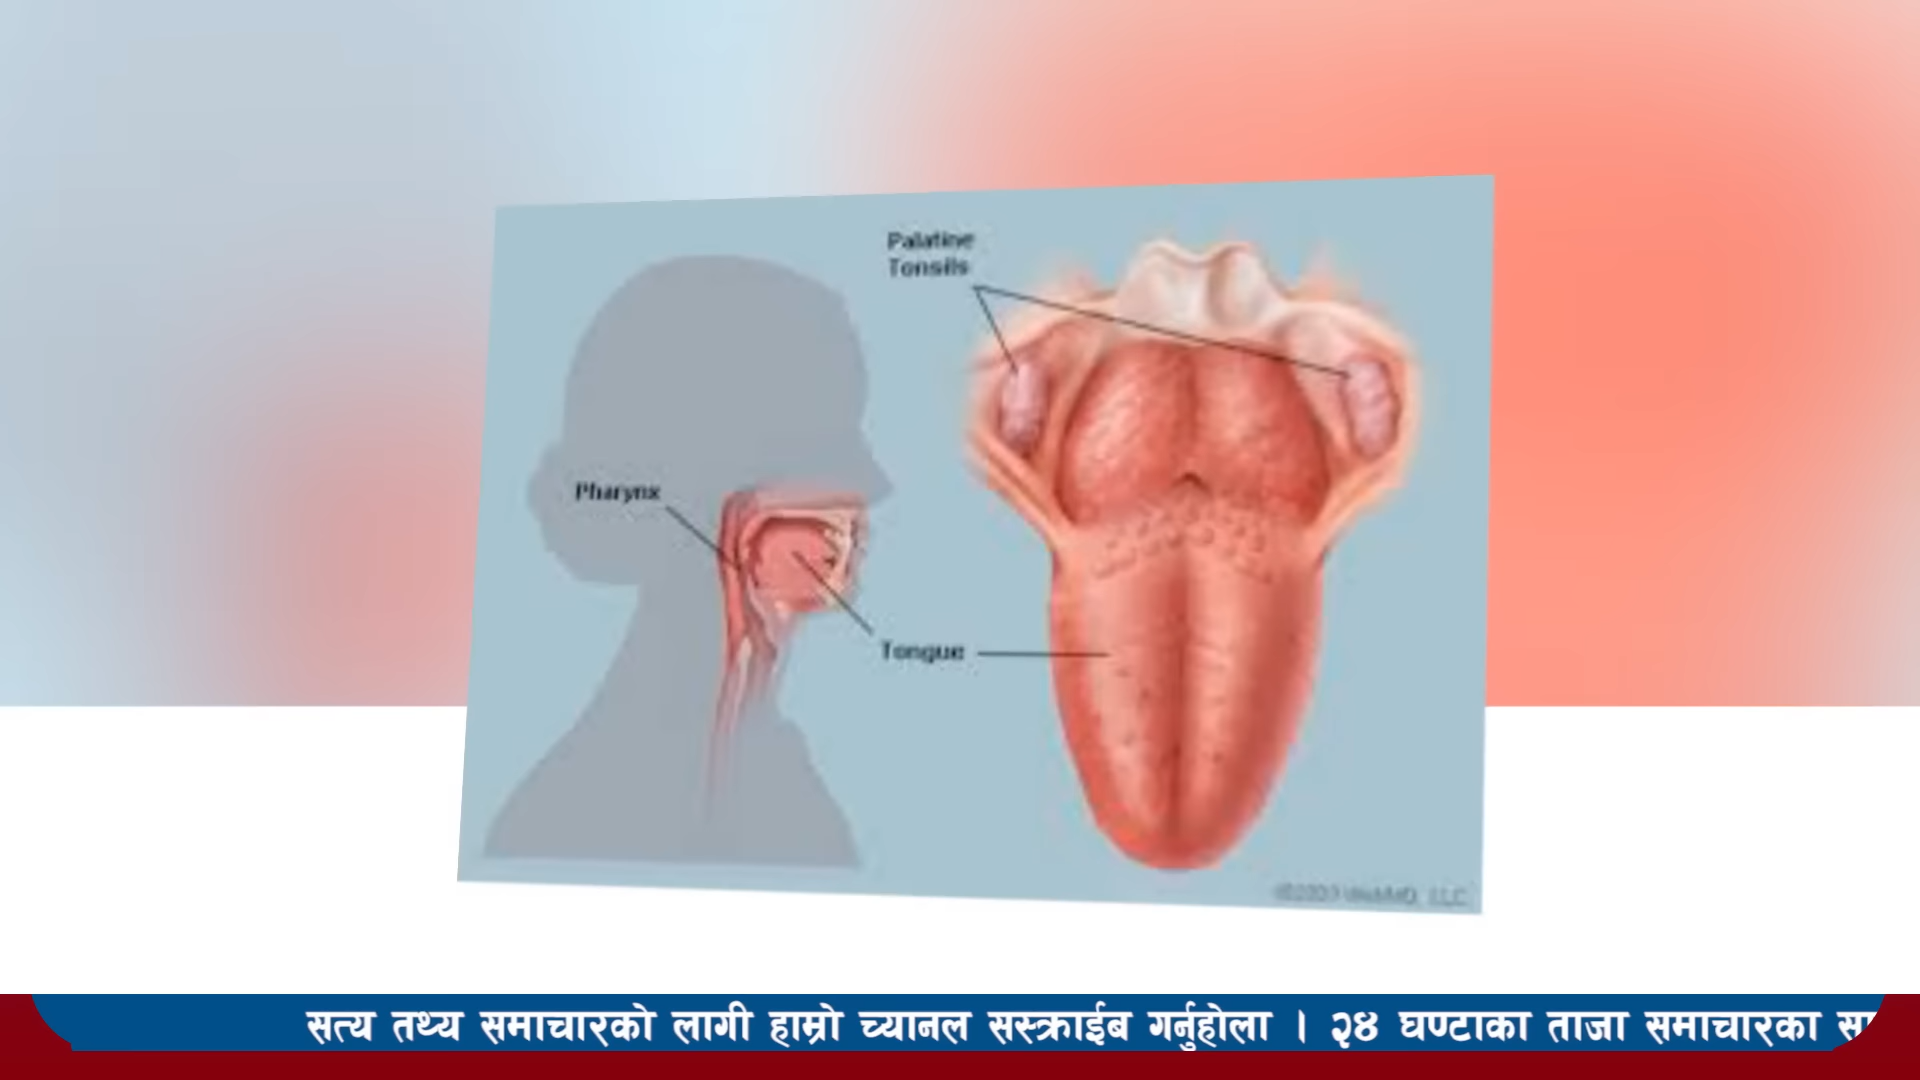 Palatine
Tonsils
Pharynx
Tongue
सत्य तथ्य समाचारको लागी हाम्रो च्यानल सस्क्राईब गर्नुहोला । २४ घण्टाका ताजा समाचारका